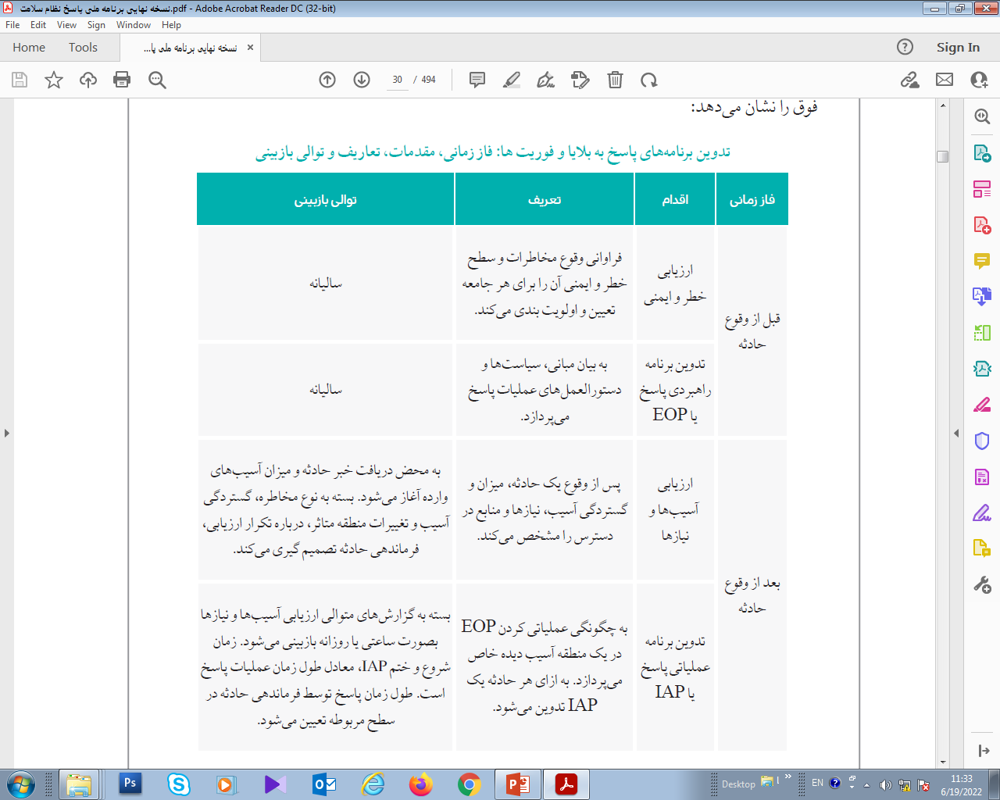 نسخه نهایی برنامه ملی پاسخ نظام سلامت.pdf - Adobe Acrobat Reader DC (32-bit)
File Edit View Sign Window Help
Home Tools نسخه نهایی برنامه ملی پا... × ? Sign In
30 / 494
فوق را نشان می‌دهد:
تدوین برنامه‌های پاسخ به بلایا و فوریت ها: فاز زمانی، مقدمات، تعاریف و توالی بازبینی
فاز زمانی
اقدام
تعریف
توالی بازبینی
قبل از وقوع
حادثه
ارزیابی
خطر و ایمنی
فراوانی وقوع مخاطرات و سطح
خطر و ایمنی آن را برای هر جامعه
تعیین و اولویت بندی می‌کند.
سالیانه
تدوین برنامه
راهبردی پاسخ
یا EOP
به بیان مبانی، سیاست‌ها و
دستورالعمل‌های عملیات پاسخ
می‌پردازد.
سالیانه
بعد از وقوع
حادثه
ارزیابی
آسیب‌ها و
نیازها
پس از وقوع یک حادثه، میزان و
گستردگی آسیب، نیازها و منابع در
دسترس را مشخص می‌کند.
به محض دریافت خبر حادثه و میزان آسیب‌های
وارده آغاز می‌شود. بسته به نوع مخاطره، گستردگی
آسیب و تغییرات منطقه متاثر، درباره تکرار ارزیابی،
فرماندهی حادثه تصمیم گیری می‌کند.
تدوین برنامه
عملیاتی پاسخ
یا IAP
به چگونگی عملیاتی کردن EOP
در یک منطقه آسیب دیده خاص
می‌پردازد. به ازای هر حادثه یک
IAP تدوین می‌شود.
بسته به گزارش‌های متوالی ارزیابی آسیب‌ها و نیازها
بصورت ساعتی یا روزانه بازبینی می‌شود. زمان
شروع و ختم IAP، معادل طول زمان عملیات پاسخ
است. طول زمان پاسخ توسط فرماندهی حادثه در
سطح مربوطه تعیین می‌شود.
Ps
Desktop
EN
11:33
6/19/2022